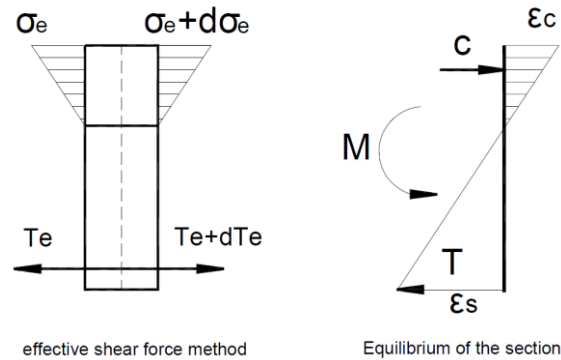 σe σe+dσe
Te Te+dTe
effective shear force method
εc
c
M
T
εs
Equilibrium of the section